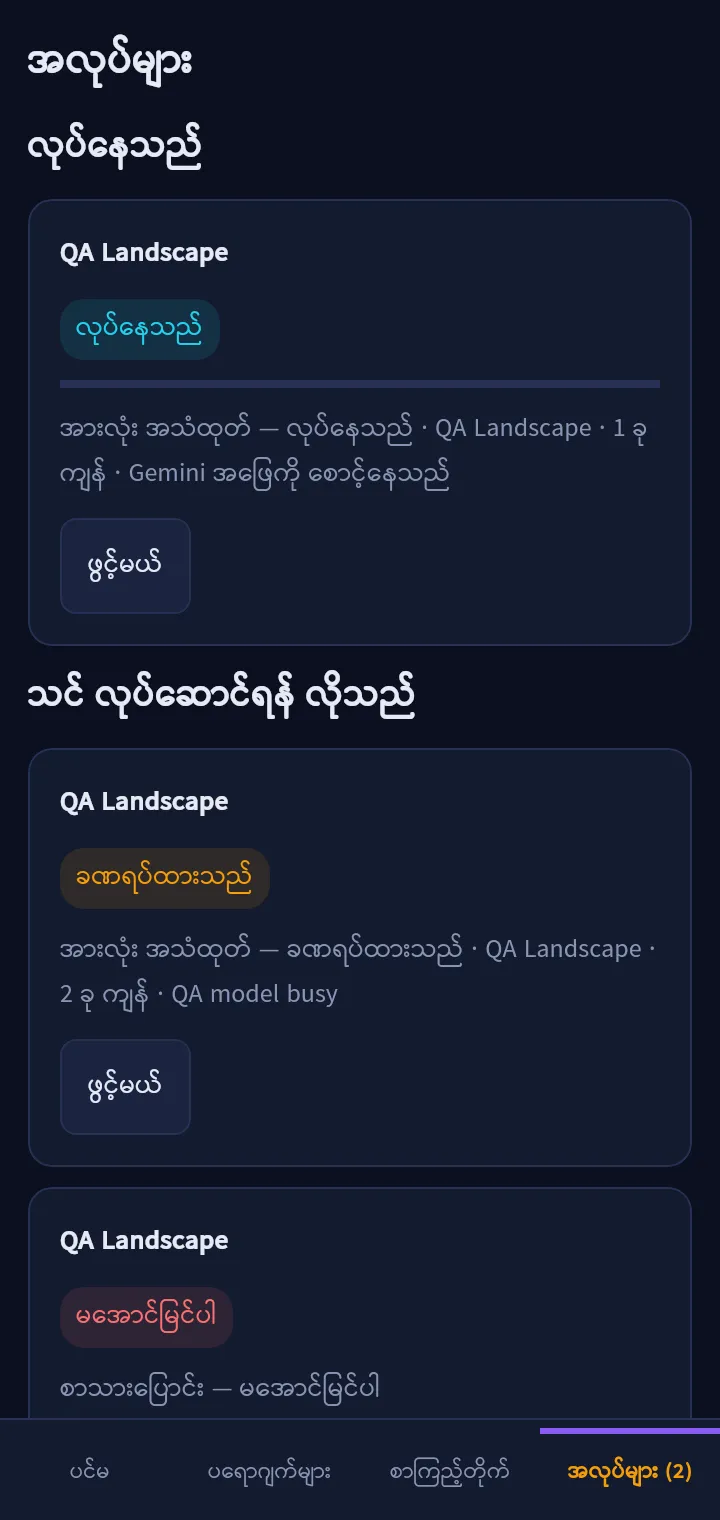 အလုပ်များ
လုပ်နေသည်
QA Landscape
လုပ်နေသည်
အားလုံး အသံထုတ် — လုပ်နေသည် · QA Landscape · 1 ခု
ကျန် · Gemini အဖြေကို စောင့်နေသည်
ဖွင့်မယ်
သင် လုပ်ဆောင်ရန် လိုသည်
QA Landscape
ခဏရပ်ထားသည်
အားလုံး အသံထုတ် — ခဏရပ်ထားသည် · QA Landscape ·
2 ခု ကျန် · QA model busy
ဖွင့်မယ်
QA Landscape
မအောင်မြင်ပါ
စာသားပြောင်း — မအောင်မြင်ပါ
ပင်မ
ပရောဂျက်များ
စာကြည့်တိုက်
အလုပ်များ (2)